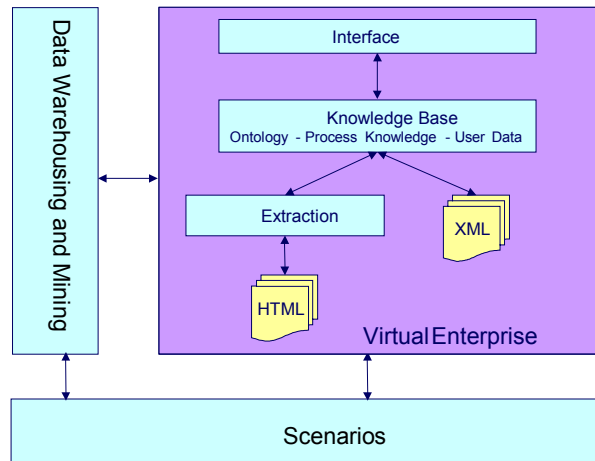 Data Warehousing and Mining
Interface
Knowledge Base
Ontology - Process Knowledge - User Data
Extraction
XML
HTML
Virtual Enterprise
Scenarios